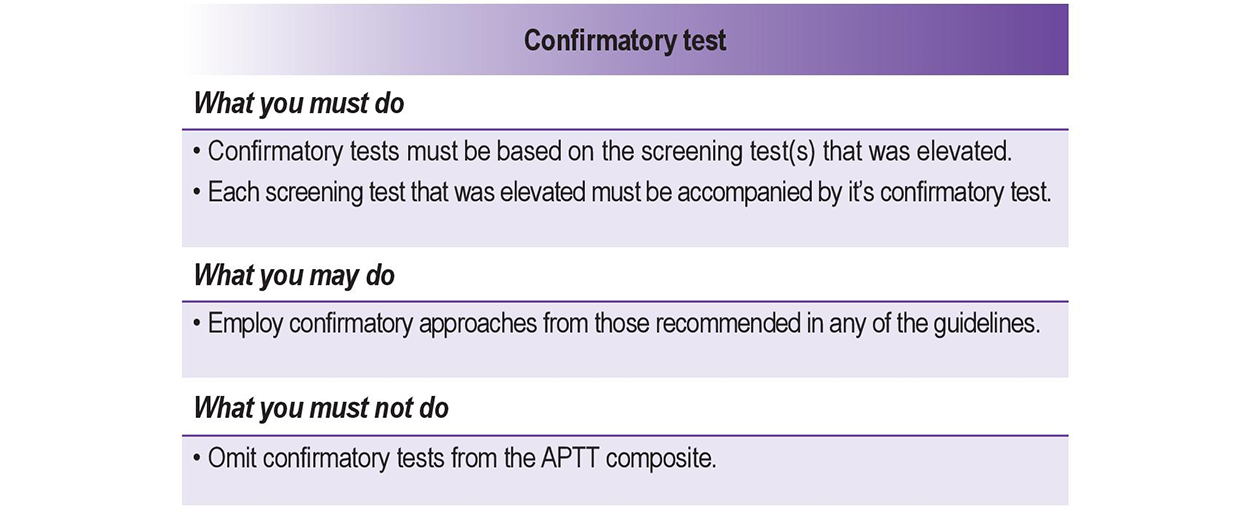 Confirmatory test
What you must do
• Confirmatory tests must be based on the screening test(s) that was elevated.
• Each screening test that was elevated must be accompanied by it’s confirmatory test.
What you may do
• Employ confirmatory approaches from those recommended in any of the guidelines.
What you must not do
• Omit confirmatory tests from the APTT composite.